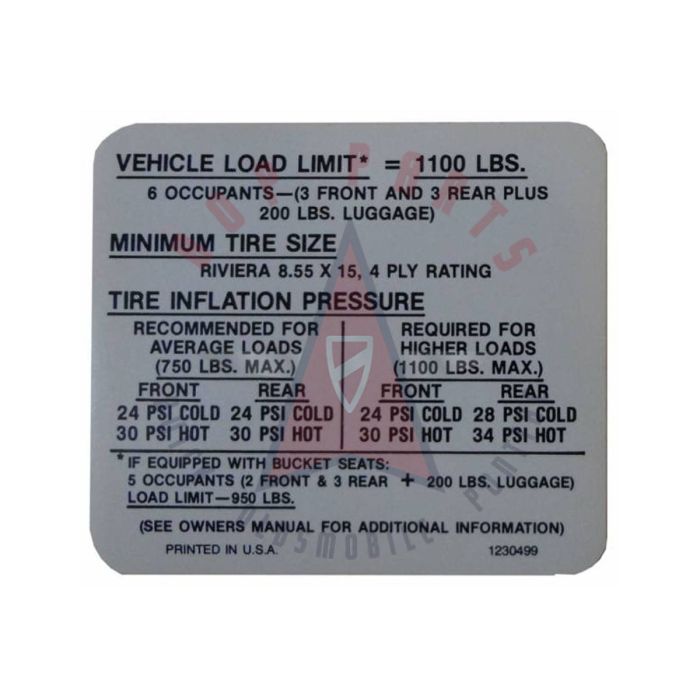 VEHICLE LOAD LIMIT* = 1100 LBS.
6 OCCUPANTS—(3 FRONT AND 3 REAR PLUS
200 LBS. LUGGAGE)
MINIMUM TIRE SIZE
RIVIERA 8.55 X 15, 4 PLY RATING
TIRE INFLATION PRESSURE
RECOMMENDED FOR REQUIRED FOR
AVERAGE LOADS HIGHER LOADS
(750 LBS. MAX.) (1100 LBS. MAX.)
FRONT REAR FRONT REAR
24 PSI COLD 24 PSI COLD 24 PSI COLD 28 PSI COLD
30 PSI HOT 30 PSI HOT 30 PSI HOT 34 PSI HOT
*IF EQUIPPED WITH BUCKET SEATS:
5 OCCUPANTS (2 FRONT & 3 REAR + 200 LBS. LUGGAGE)
LOAD LIMIT—950 LBS.
(SEE OWNERS MANUAL FOR ADDITIONAL INFORMATION)
PRINTED IN U.S.A. 1230499
PARTS
OLDSMOBILE